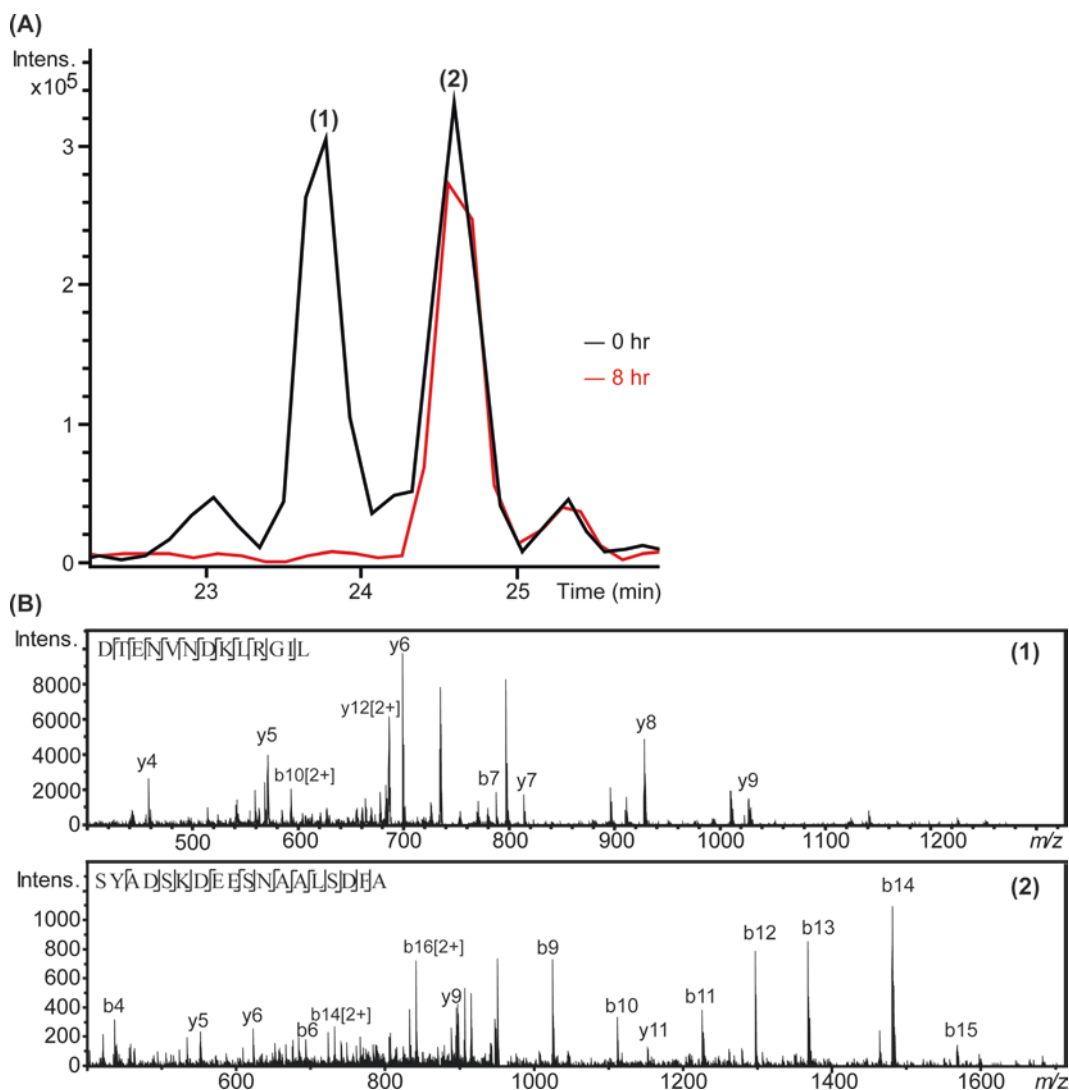 (A)
Intens.
x10⁵
(1)
(2)
3
2
1
0
— 0 hr
— 8 hr
23
24
25
Time (min)
(B)
Intens.
DTENVNDKLRGIL
(1)
8000
6000
4000
2000
0
y4
y5
b10[2+]
y12[2+]
y6
b7
y7
y8
y9
500
600
700
800
900
1000
1100
1200
m/z
Intens.
SYADSKDEESNAALSDFA
(2)
1000
800
600
400
200
0
b4
y5
y6
b6
b14[2+]
b16[2+]
y9
b9
b10
y11
b11
b12
b13
b14
b15
600
800
1000
1200
1400
1600
m/z